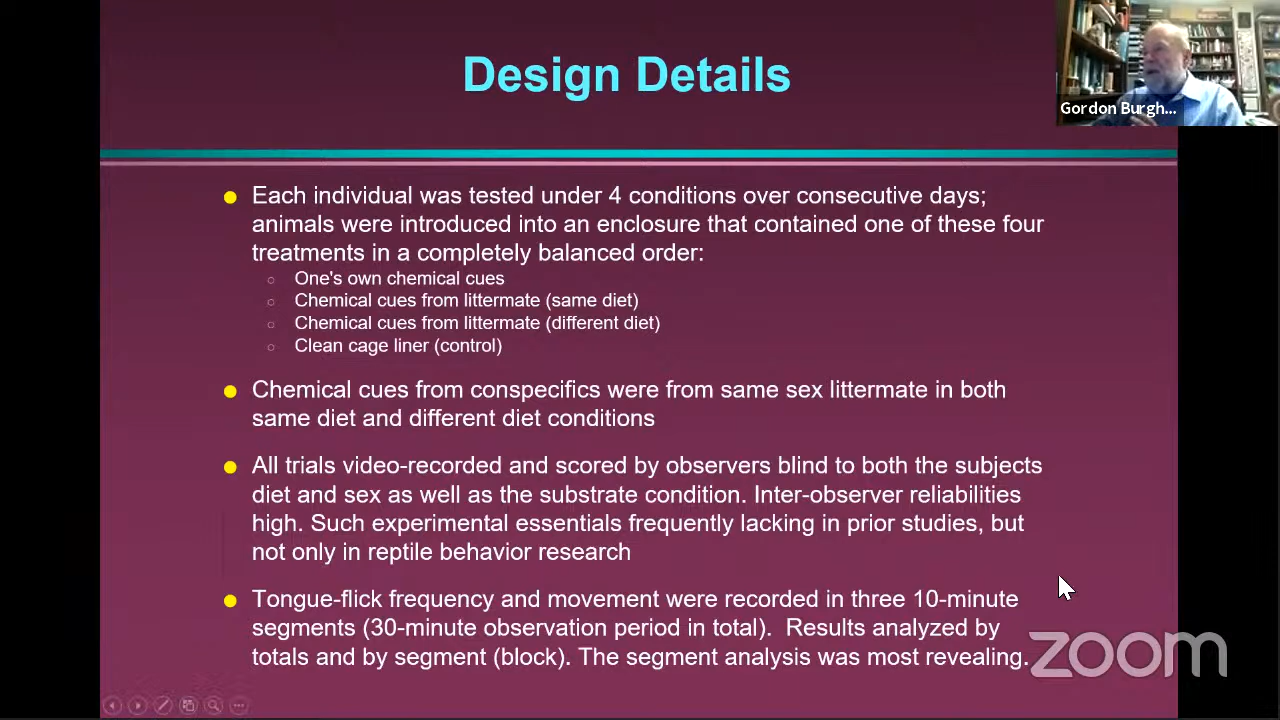 Design Details
Gordon Burgh...
Each individual was tested under 4 conditions over consecutive days;
animals were introduced into an enclosure that contained one of these four
treatments in a completely balanced order:
One's own chemical cues
Chemical cues from littermate (same diet)
Chemical cues from littermate (different diet)
Clean cage liner (control)
Chemical cues from conspecifics were from same sex littermate in both
same diet and different diet conditions
All trials video-recorded and scored by observers blind to both the subjects
diet and sex as well as the substrate condition. Inter-observer reliabilities
high. Such experimental essentials frequently lacking in prior studies, but
not only in reptile behavior research
Tongue-flick frequency and movement were recorded in three 10-minute
segments (30-minute observation period in total). Results analyzed by
totals and by segment (block). The segment analysis was most revealing.
zoom